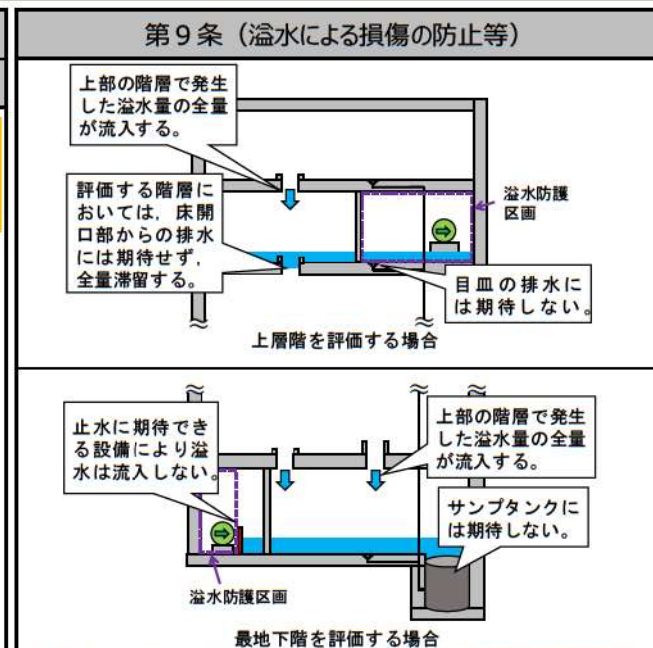 第９条（溢水による損傷の防止等）
上部の階層で発生
した溢水量の全量
が流入する。
評価する階層に
おいては，床開
口部からの排水
には期待せず，
全量滞留する。
溢水防護
区画
目皿の排水に
は期待しない。
上層階を評価する場合
止水に期待でき
る設備により溢
水は流入しない。
上部の階層で発生
した溢水量の全量
が流入する。
サンプタンクに
は期待しない。
溢水防護区画
最地下階を評価する場合